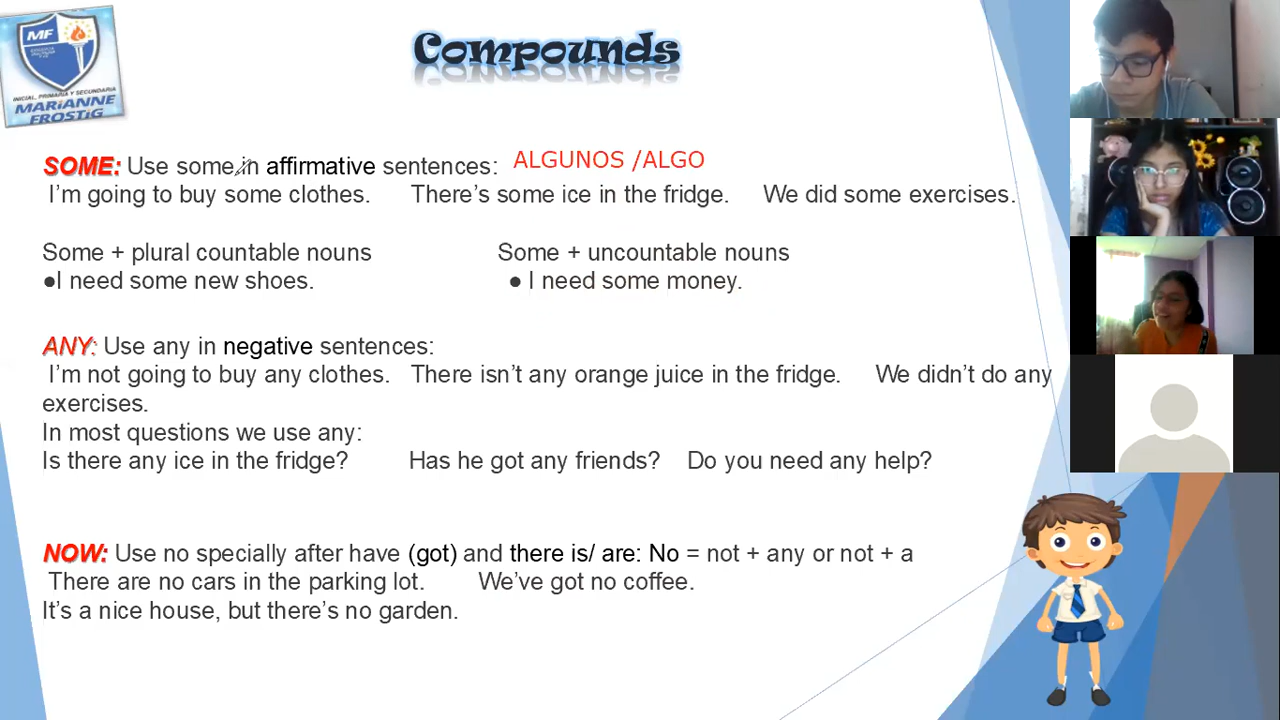 MF
INICIAL, PRIMARIA Y SECUNDARIA
MARIANNE
FROSTIG
Compounds
SOME: Use some in affirmative sentences: ALGUNOS /ALGO
I'm going to buy some clothes. There's some ice in the fridge. We did some exercises.
Some + plural countable nouns Some + uncountable nouns
●I need some new shoes. ● I need some money.
ANY: Use any in negative sentences:
I'm not going to buy any clothes. There isn't any orange juice in the fridge. We didn't do any
exercises.
In most questions we use any:
Is there any ice in the fridge? Has he got any friends? Do you need any help?
NOW: Use no specially after have (got) and there is/ are: No = not + any or not + a
There are no cars in the parking lot. We've got no coffee.
It's a nice house, but there's no garden.